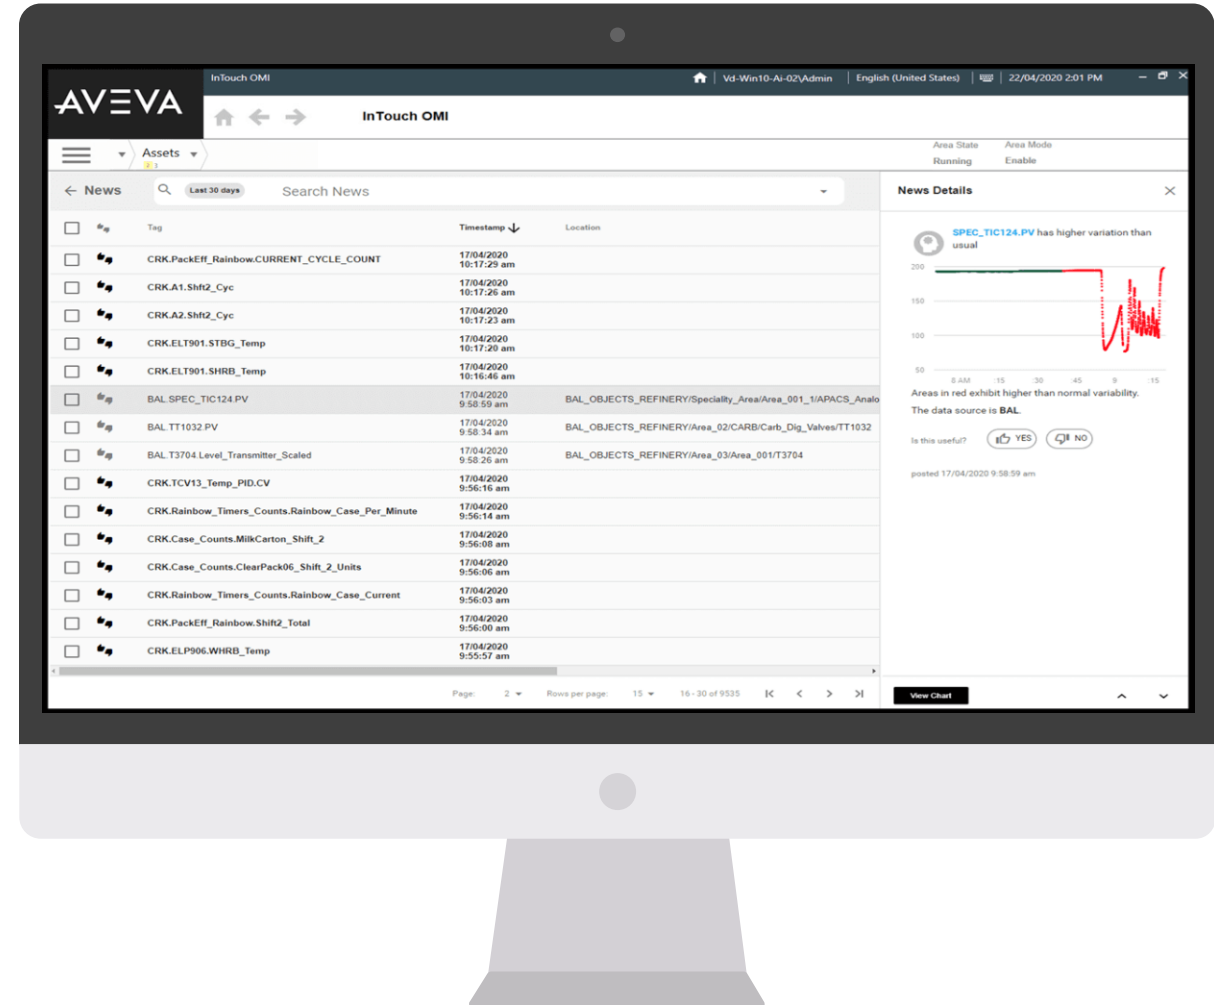 InTouch OMI
Vd-Win10-Ai-02\Admin
English (United States)
22/04/2020 2:01 PM
AVEVA
InTouch OMI
Assets
Area State
Area Mode
Running
Enable
News
Last 30 days
Search News
News Details
Tag
Timestamp
Location
CRK.PackEff_Rainbow.CURRENT_CYCLE_COUNT
17/04/2020
10:17:29 am
CRK.A1.Shft2_Cyc
17/04/2020
10:17:26 am
CRK.A2.Shft2_Cyc
17/04/2020
10:17:23 am
CRK.ELT901.STBG_Temp
17/04/2020
10:17:20 am
CRK.ELT901.SHRB_Temp
17/04/2020
10:16:46 am
BAL.SPEC_TIC124.PV
17/04/2020
9:58:59 am
BAL_OBJECTS_REFINERY/Speciality_Area/Area_001_1/APACS_Analo
BAL.TT1032.PV
17/04/2020
9:58:34 am
BAL_OBJECTS_REFINERY/Area_02/CARB/Carb_Dig_Valves/TT1032
BAL.T3704.Level_Transmitter_Scaled
17/04/2020
9:58:26 am
BAL_OBJECTS_REFINERY/Area_03/Area_001/T3704
CRK.TCV13_Temp_PID.CV
17/04/2020
9:56:16 am
CRK.Rainbow_Timers_Counts.Rainbow_Case_Per_Minute
17/04/2020
9:56:14 am
CRK.Case_Counts.MilkCarton_Shift_2
17/04/2020
9:56:08 am
CRK.Case_Counts.ClearPack06_Shift_2_Units
17/04/2020
9:56:06 am
CRK.Rainbow_Timers_Counts.Rainbow_Case_Current
17/04/2020
9:56:03 am
CRK.PackEff_Rainbow.Shift2_Total
17/04/2020
9:56:00 am
CRK.ELP906.WHRB_Temp
17/04/2020
9:55:57 am
Page: 2
Rows per page: 15
16 - 30 of 9535
SPEC_TIC124.PV has higher variation than
usual
200
150
100
50
8 AM :15 :30 :45 9 :15
Areas in red exhibit higher than normal variability.
The data source is BAL.
Is this useful? YES NO
posted 17/04/2020 9:58:59 am
View Chart